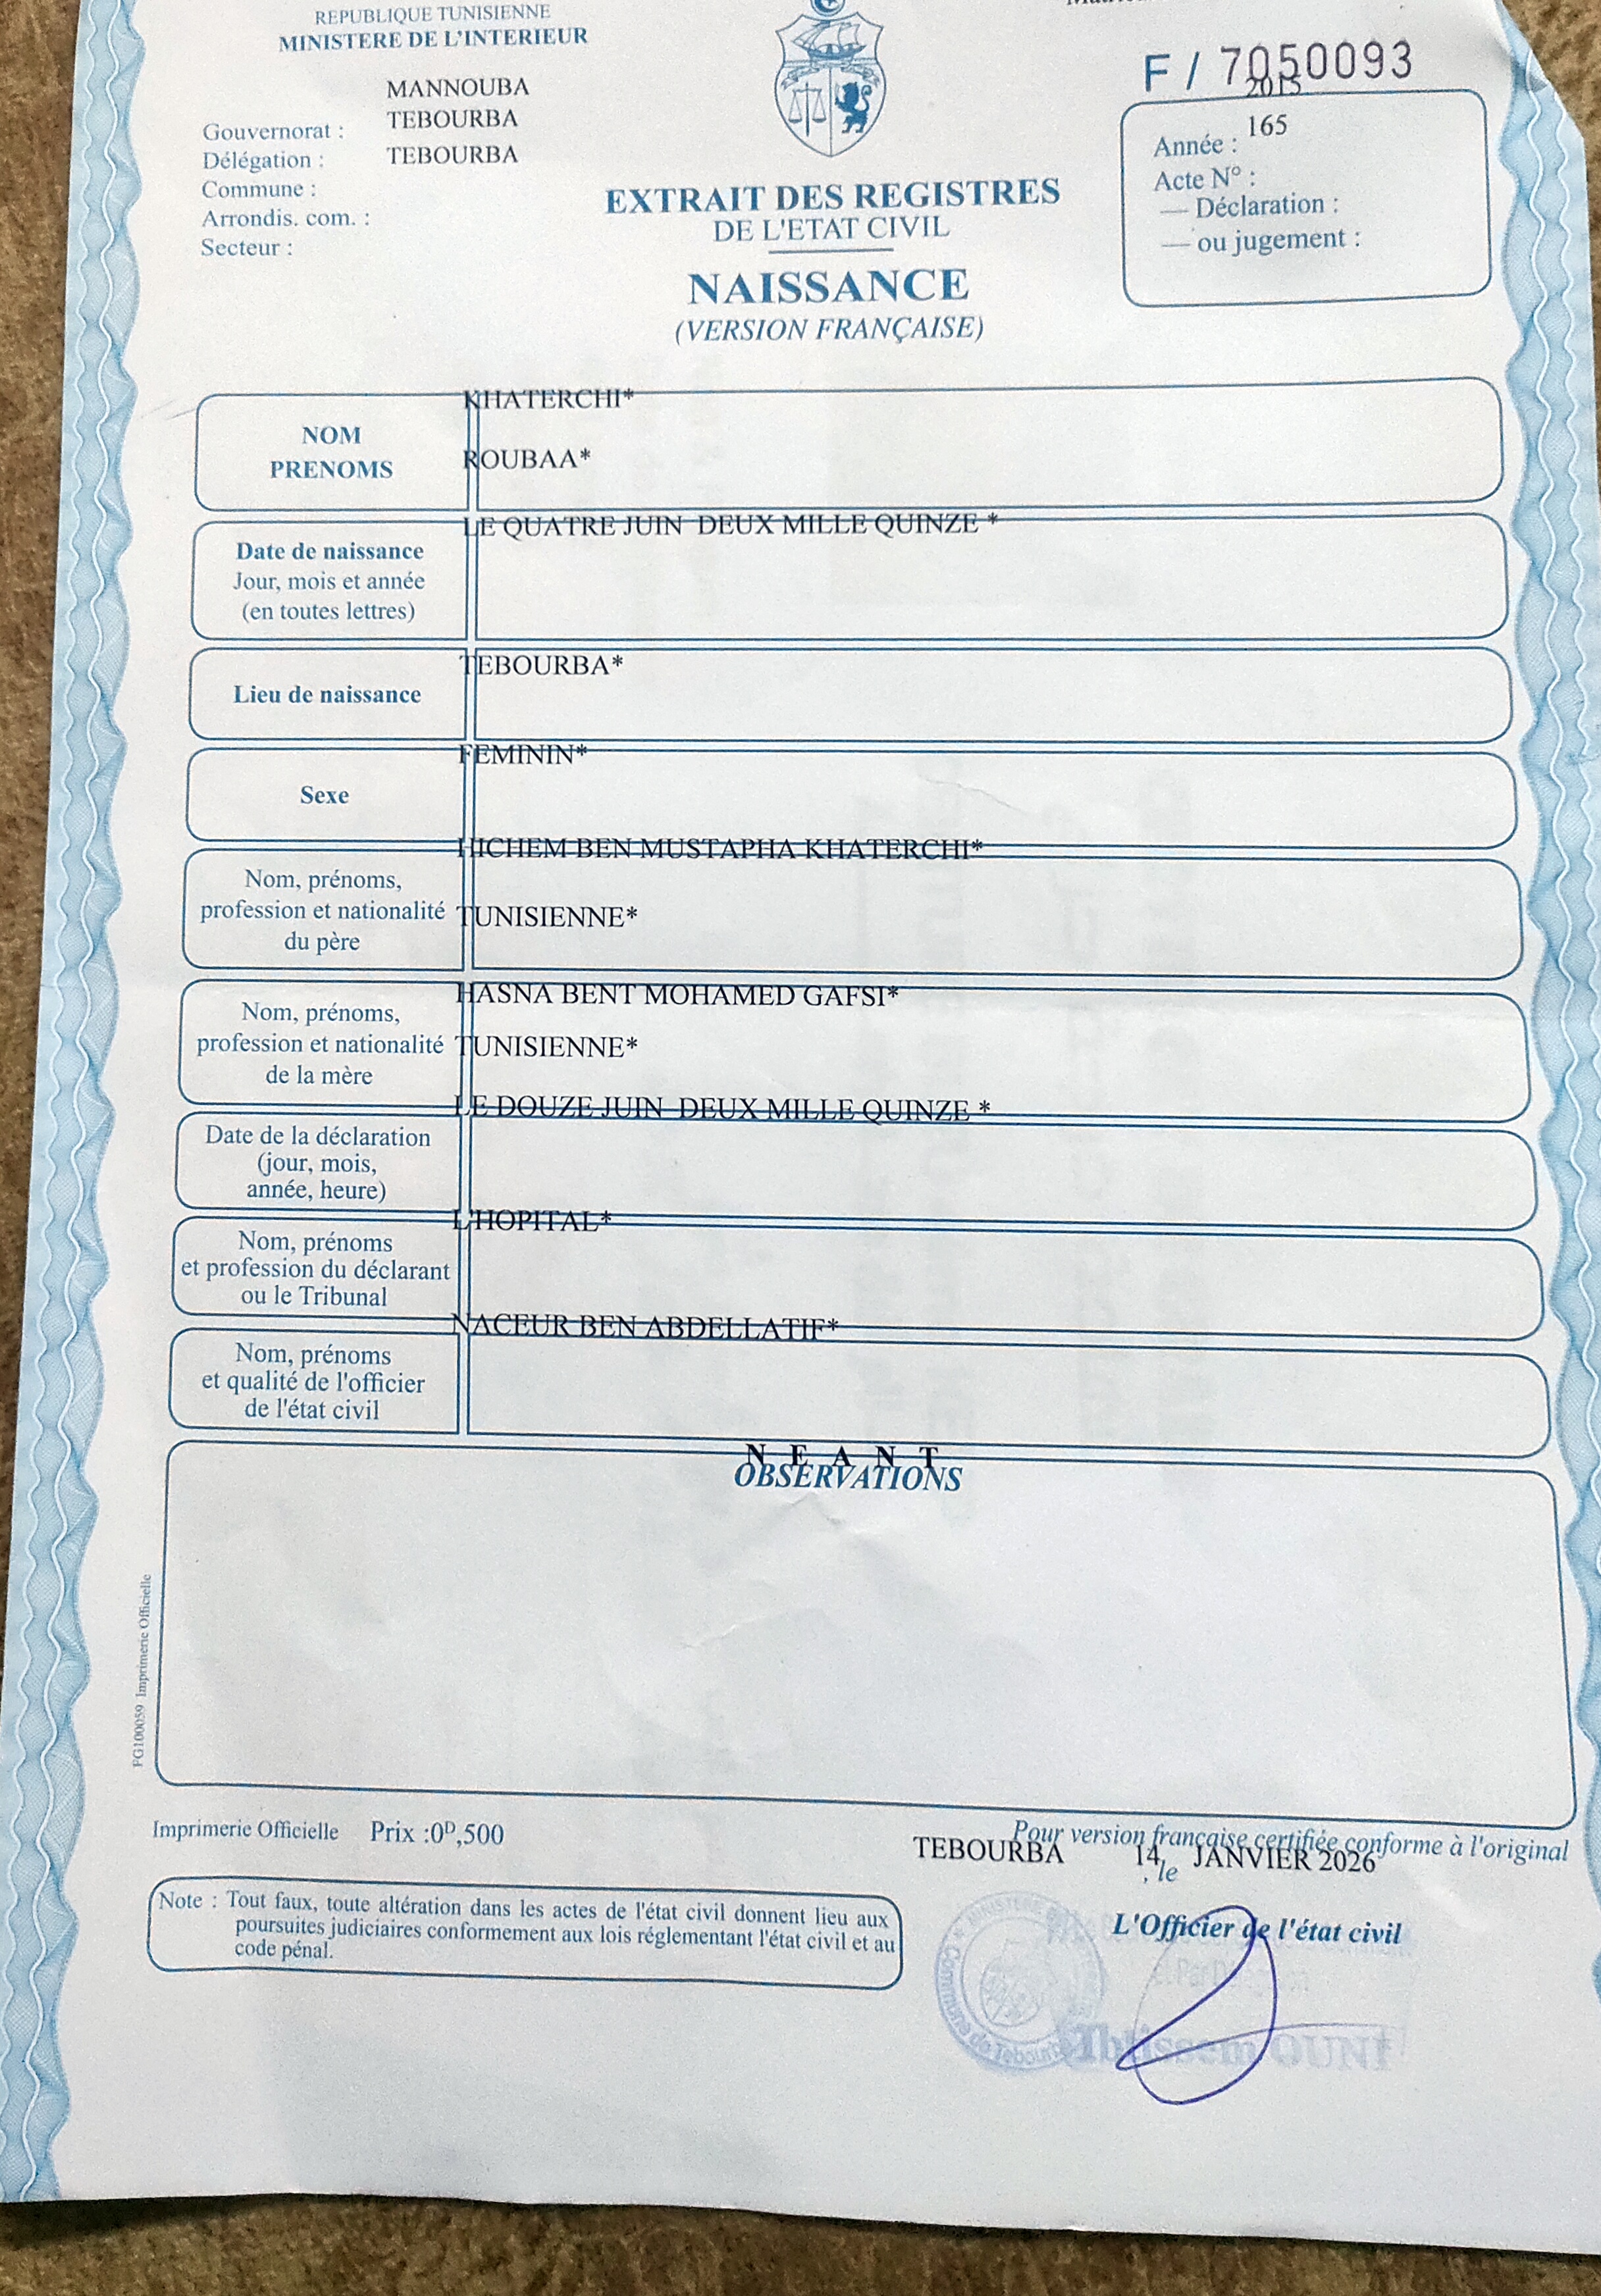 REPUBLIQUE TUNISIENNE
MINISTERE DE L'INTERIEUR
F / 7050093
MANNOUBA
TEBOURBA
TEBOURBA
Gouvernorat :
Délégation :
Commune :
Arrondis. com. :
Secteur :
2015
165
Année :
Acte N° :
— Déclaration :
— ou jugement :
EXTRAIT DES REGISTRES
DE L'ETAT CIVIL
NAISSANCE
(VERSION FRANÇAISE)
NOM
PRENOMS
KHATERCHI*
ROUBAA*
Date de naissance
Jour, mois et année
(en toutes lettres)
LE QUATRE JUIN DEUX MILLE QUINZE *
Lieu de naissance
TEBOURBA*
Sexe
FEMININ*
Nom, prénoms,
profession et nationalité
du père
HICHEM BEN MUSTAPHA KHATERCHI*
TUNISIENNE*
Nom, prénoms,
profession et nationalité
de la mère
HASNA BENT MOHAMED GAFSI*
TUNISIENNE*
Date de la déclaration
(jour, mois,
année, heure)
LE DOUZE JUIN DEUX MILLE QUINZE *
Nom, prénoms
et profession du déclarant
ou le Tribunal
L'HOPITAL*
Nom, prénoms
et qualité de l'officier
de l'état civil
NACEUR BEN ABDELLATIF*
N E A N T
OBSERVATIONS
FG100059 Imprimerie Officielle
Imprimerie Officielle Prix :0ᴰ,500
Pour version française certifiée conforme à l'original
TEBOURBA 14 JANVIER 2026
, le
Note : Tout faux, toute altération dans les actes de l'état civil donnent lieu aux
poursuites judiciaires conformement aux lois réglementant l'état civil et au
code pénal.
L'Officier de l'état civil
OUNI